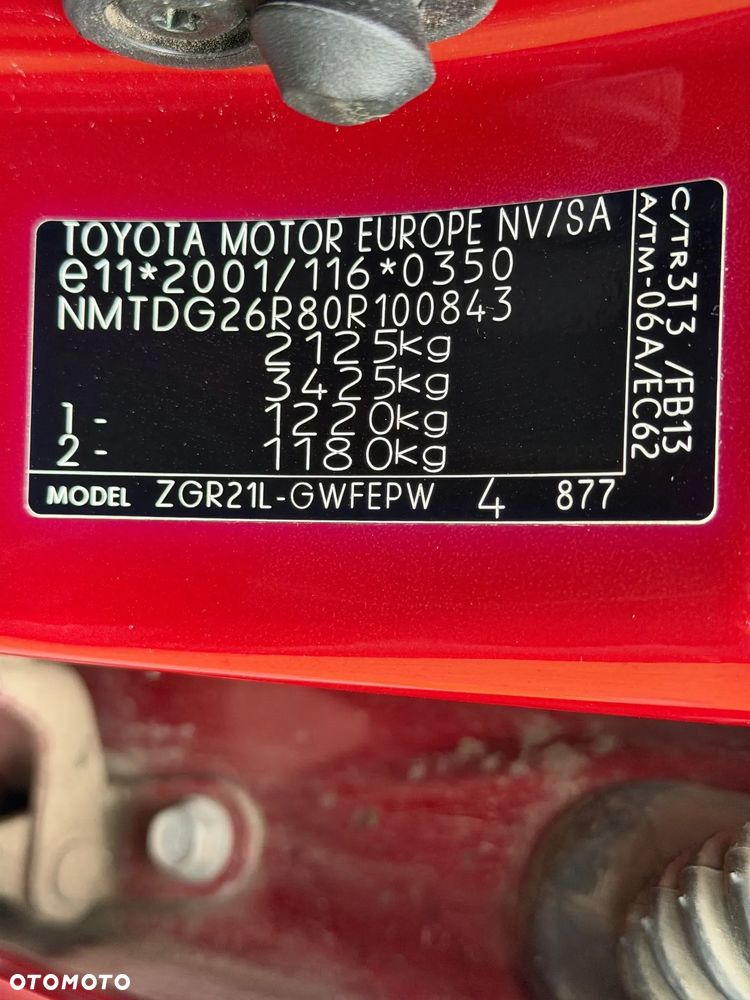 TOYOTA MOTOR EUROPE NV/SA
e11*2001/116*0350
NMTDG26R80R100843
2125kg
3425kg
1- 1220kg
2- 1180kg
MODEL ZGR21L-GWFEPW 4 877
C/TR3T3 /FB13
A/TM-06A/EC62
OTOMOTO